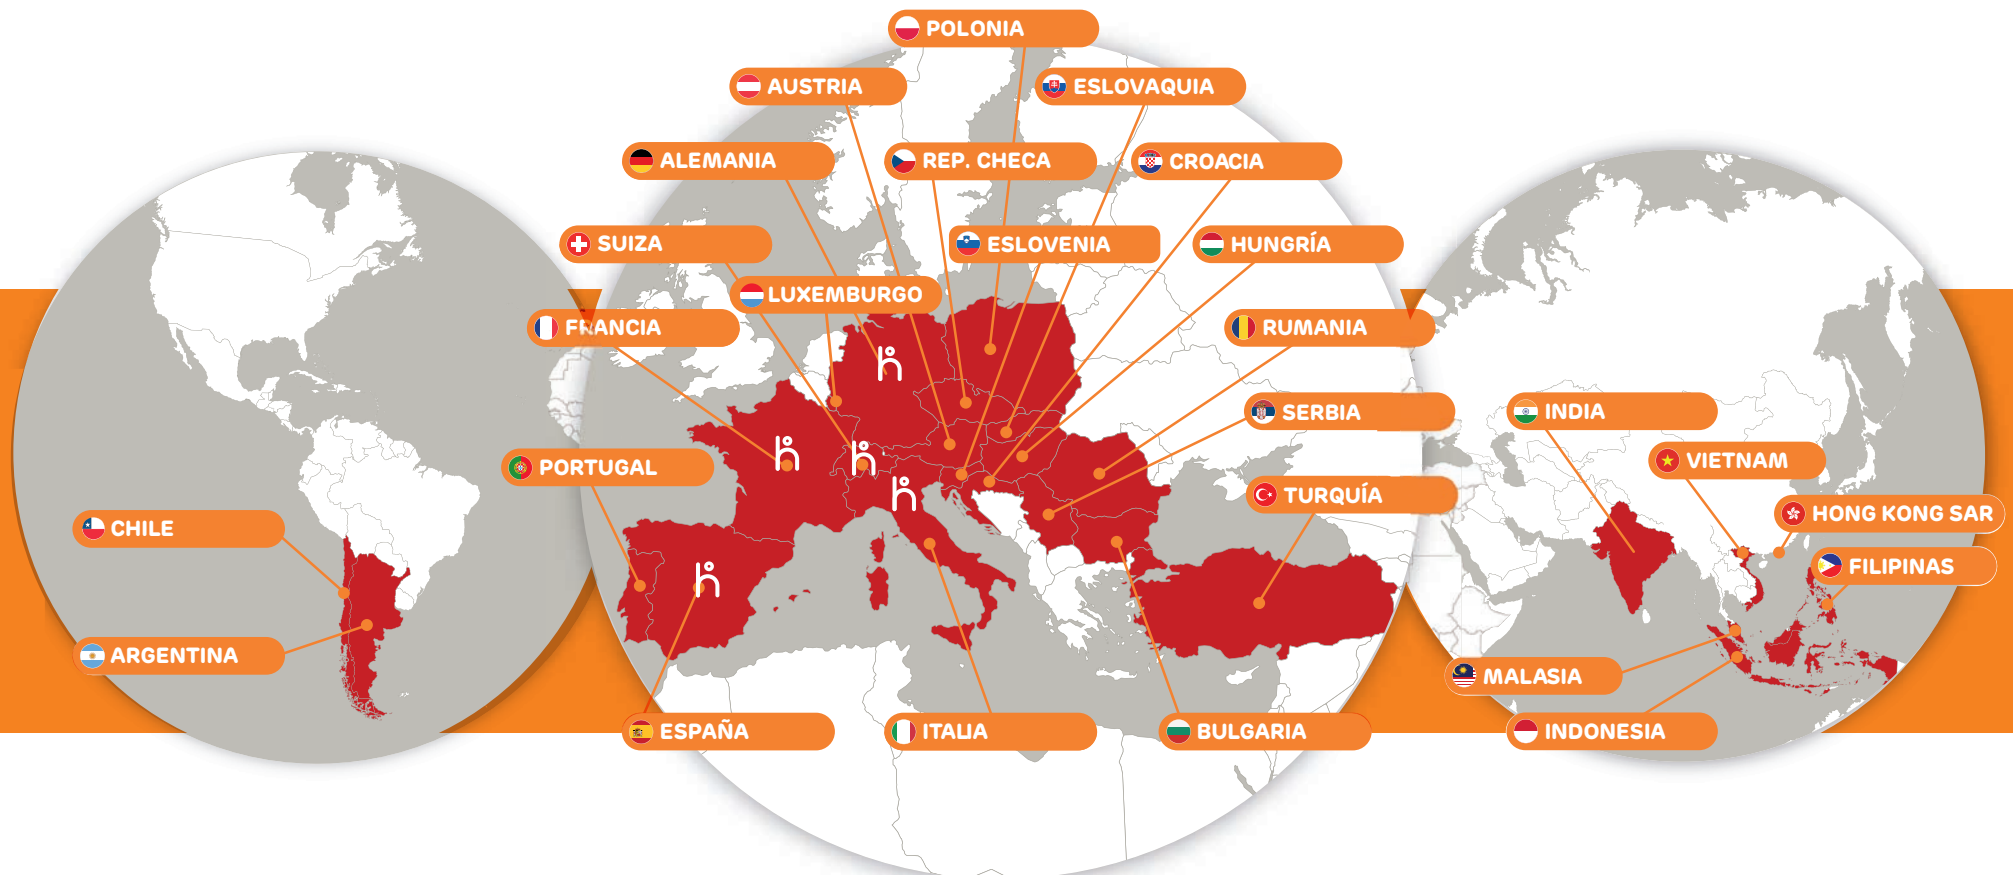 POLONIA
AUSTRIA
ESLOVAQUIA
ALEMANIA
REP. CHECA
CROACIA
SUIZA
ESLOVENIA
HUNGRÍA
LUXEMBURGO
FRANCIA
RUMANIA
SERBIA
INDIA
PORTUGAL
VIETNAM
TURQUÍA
HONG KONG SAR
CHILE
FILIPINAS
ARGENTINA
MALASIA
ESPAÑA
ITALIA
BULGARIA
INDONESIA